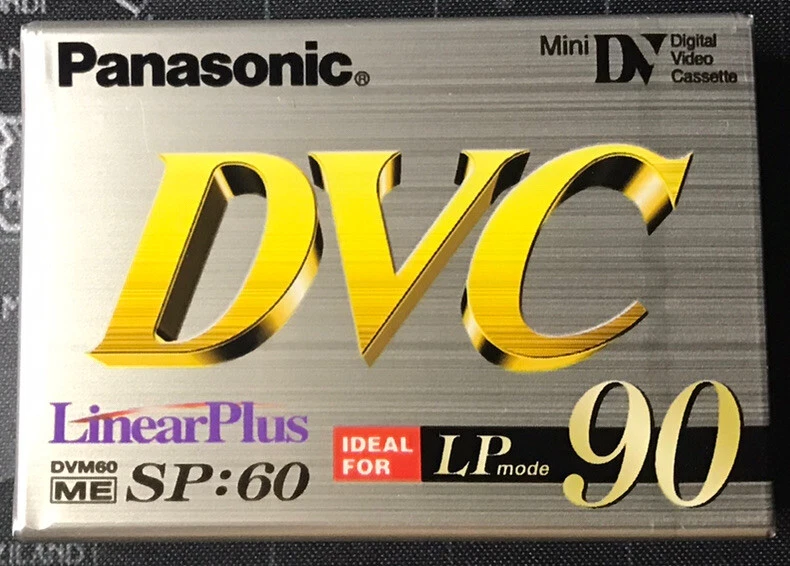 Panasonic®
Mini DV Digital Video Cassette
DVC
LinearPlus
DVM60
ME SP:60
IDEAL FOR
LP mode 90